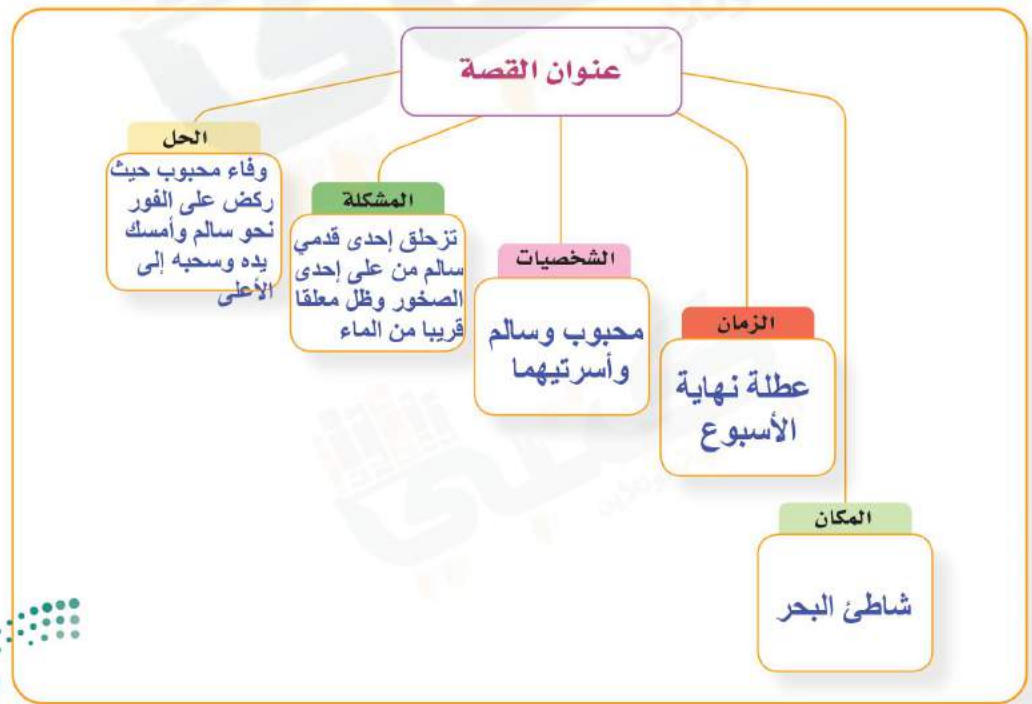 عنوان القصة
المكان
شاطئ البحر
الزمان
عطلة نهاية
الأسبوع
الشخصيات
محبوب وسالم
وأسرتيهما
المشكلة
تزحلق إحدى قدمي
سالم من على إحدى
الصخور وظل معلقا
قريبا من الماء
الحل
وفاء محبوب حيث
ركض على الفور
نحو سالم وأمسك
يده وسحبه إلى
الأعلى